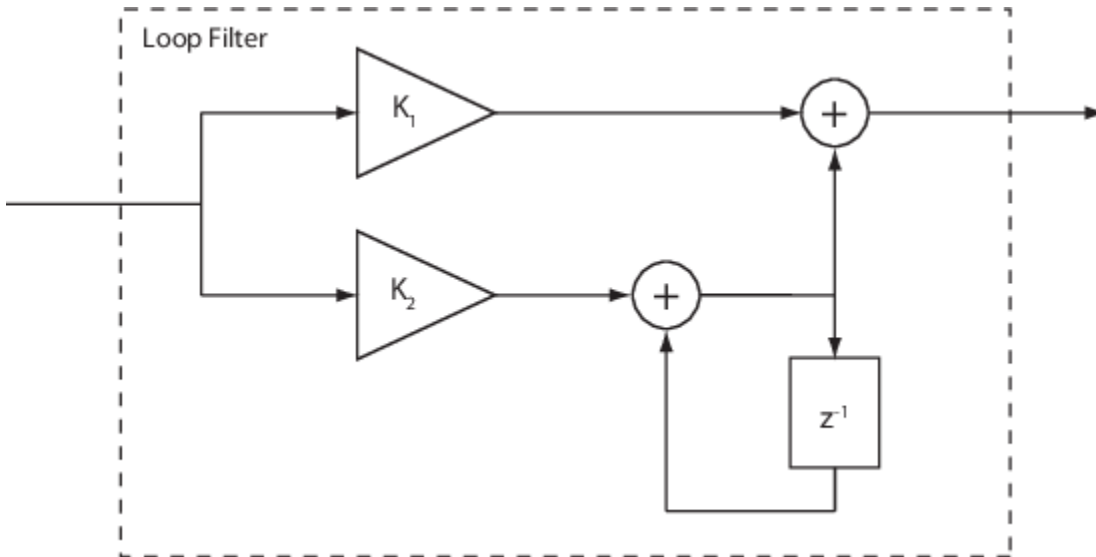 Loop Filter
K₁
+
K₂
+
z⁻¹